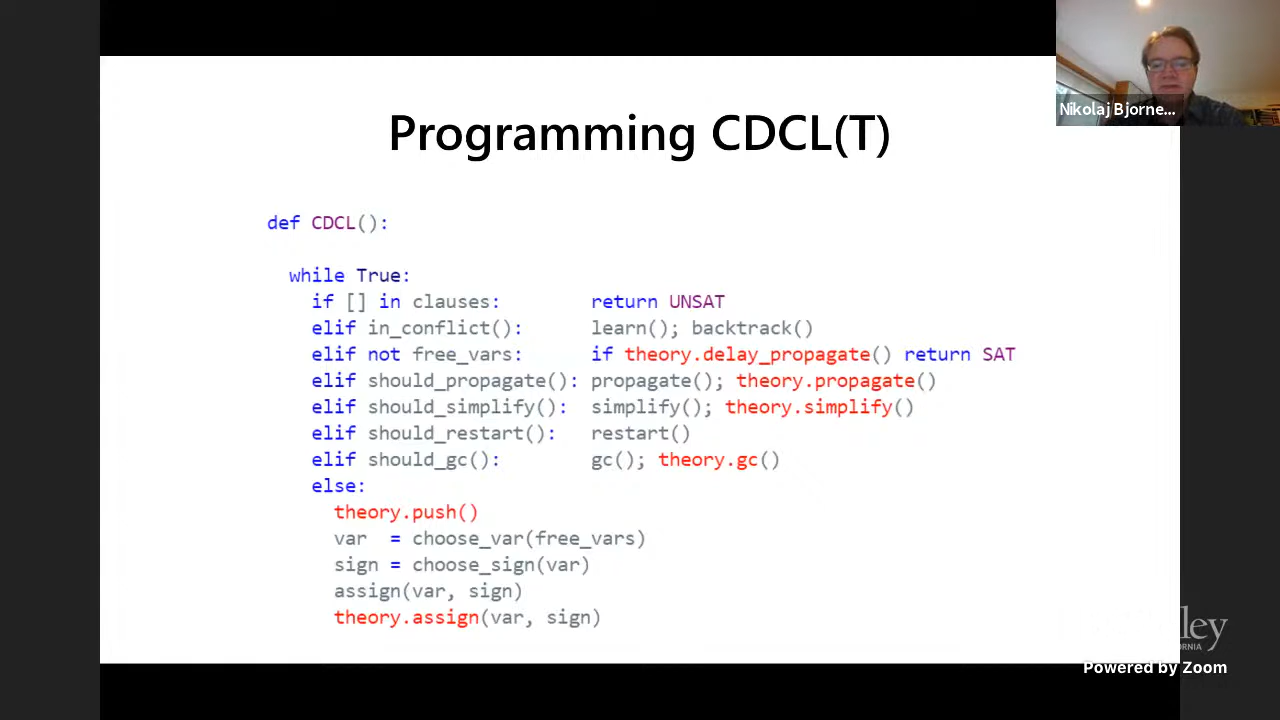 Nikolaj Bjorne...
Programming CDCL(T)
def CDCL():
while True:
if [] in clauses: return UNSAT
elif in_conflict(): learn(); backtrack()
elif not free_vars: if theory.delay_propagate() return SAT
elif should_propagate(): propagate(); theory.propagate()
elif should_simplify(): simplify(); theory.simplify()
elif should_restart(): restart()
elif should_gc(): gc(); theory.gc()
else:
theory.push()
var = choose_var(free_vars)
sign = choose_sign(var)
assign(var, sign)
theory.assign(var, sign)
Powered by Zoom